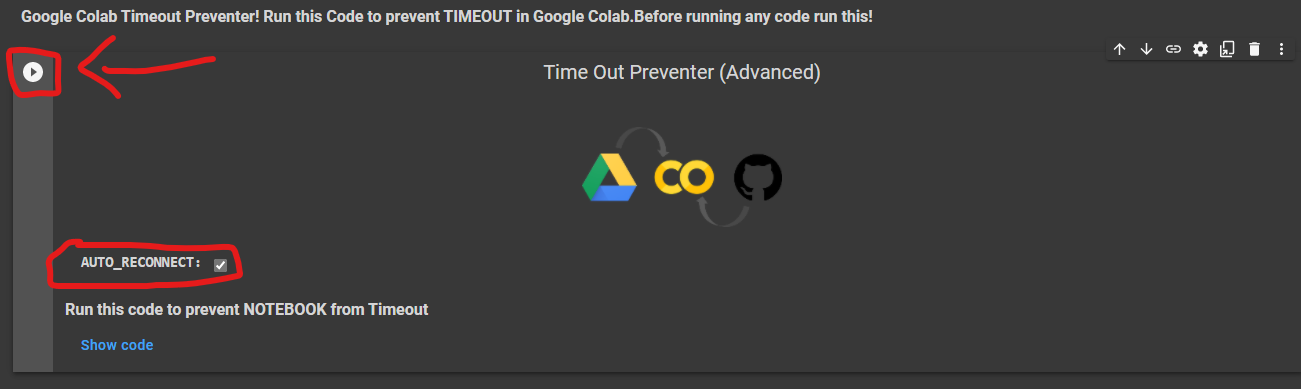 Google Colab Timeout Preventer! Run this Code to prevent TIMEOUT in Google Colab.Before running any code run this!
Time Out Preventer (Advanced)
AUTO_RECONNECT:
Run this code to prevent NOTEBOOK from Timeout
Show code